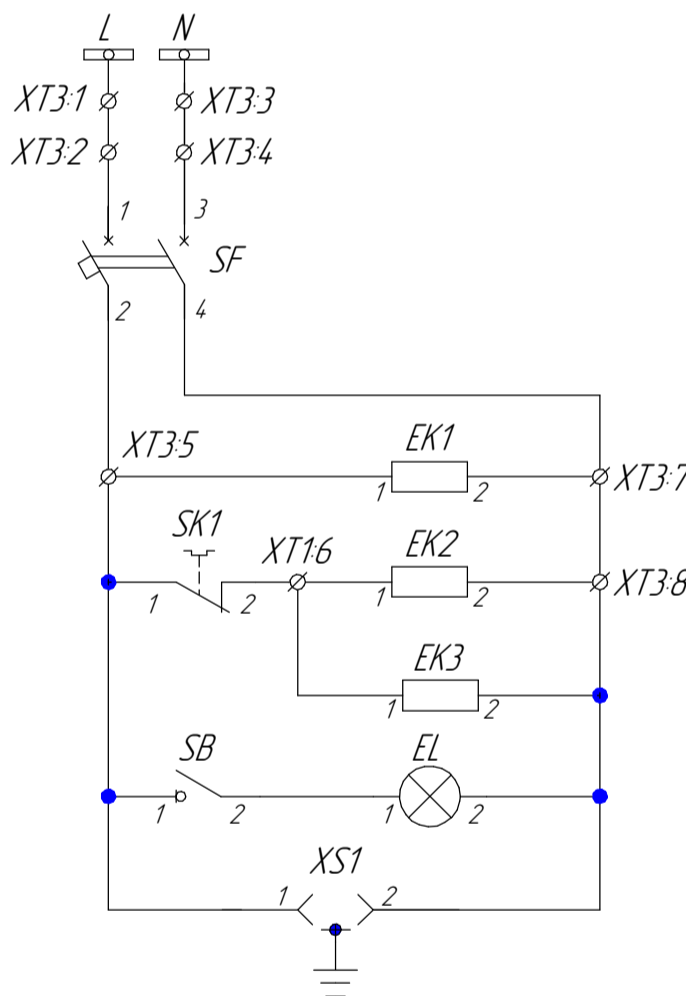 L N
XT3:1 XT3:3
XT3:2 XT3:4
1 3
SF
2 4
XT3:5 EK1
1 2 XT3:7
SK1 XT1:6 EK2
1 2 1 2 XT3:8
EK3
1 2
SB EL
1 2 1 2
XS1
1 2